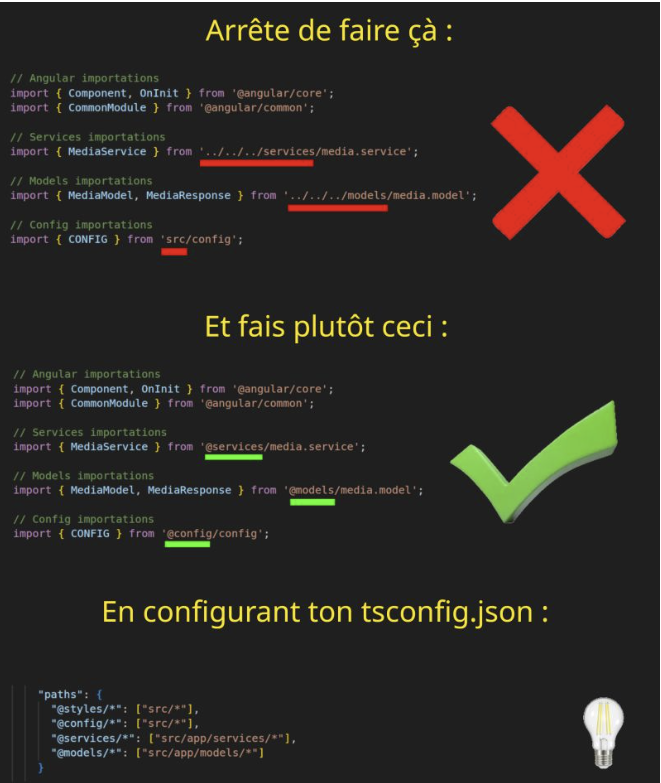 Arrête de faire çà :
// Angular importations
import { Component, OnInit } from '@angular/core';
import { CommonModule } from '@angular/common';
// Services importations
import { MediaService } from '../../../services/media.service';
// Models importations
import { MediaModel, MediaResponse } from '../../../models/media.model';
// Config importations
import { CONFIG } from 'src/config';
Et fais plutôt ceci :
// Angular importations
import { Component, OnInit } from '@angular/core';
import { CommonModule } from '@angular/common';
// Services importations
import { MediaService } from '@services/media.service';
// Models importations
import { MediaModel, MediaResponse } from '@models/media.model';
// Config importations
import { CONFIG } from '@config/config';
En configurant ton tsconfig.json :
"paths": {
"@styles/*": ["src/*"],
"@config/*": ["src/*"],
"@services/*": ["src/app/services/*"],
"@models/*": ["src/app/models/*"]
}